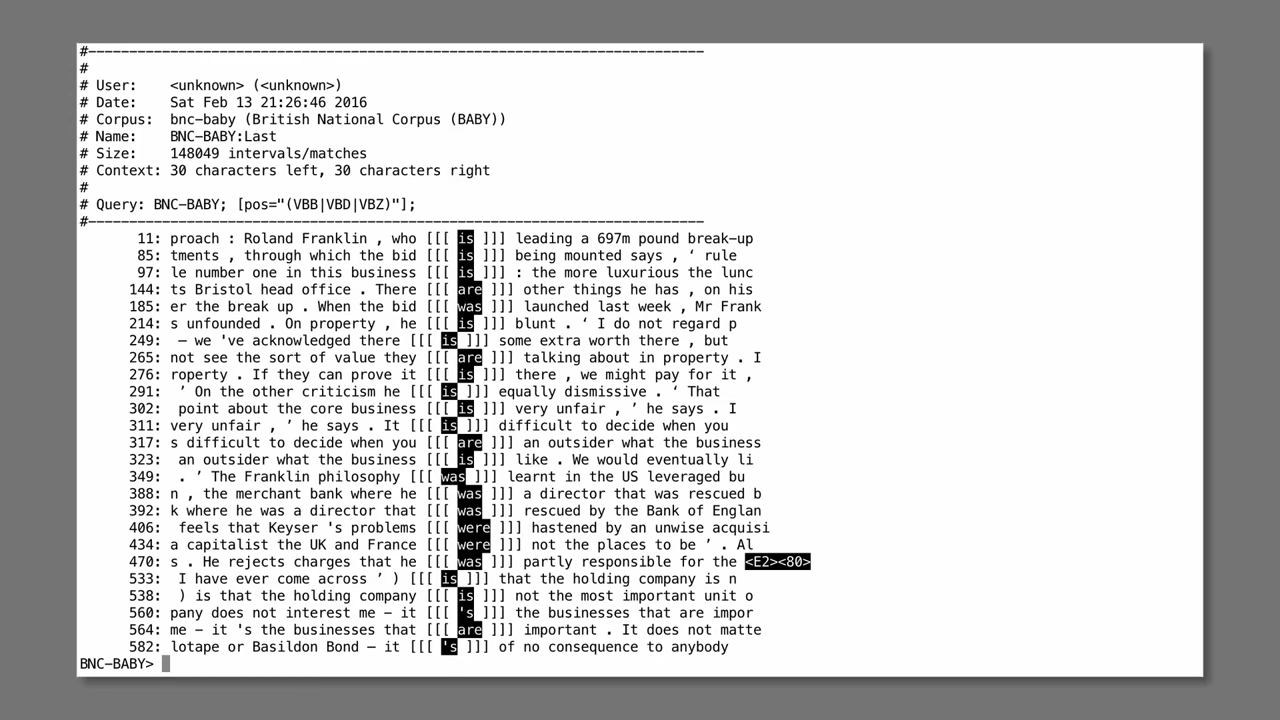 #---------------------------------------------------------------------------
#
# User:    <unknown> (<unknown>)
# Date:    Sat Feb 13 21:26:46 2016
# Corpus:  bnc-baby (British National Corpus (BABY))
# Name:    BNC-BABY:Last
# Size:    148049 intervals/matches
# Context: 30 characters left, 30 characters right
#
# Query: BNC-BABY; [pos="(VBB|VBD|VBZ)"];
#---------------------------------------------------------------------------
11: proach : Roland Franklin , who [[[ is ]]] leading a 697m pound break-up
85: tments , through which the bid [[[ is ]]] being mounted says , ‘ rule
97: le number one in this business [[[ is ]]] : the more luxurious the lunc
144: ts Bristol head office . There [[[ are ]]] other things he has , on his
185: er the break up . When the bid [[[ was ]]] launched last week , Mr Frank
214: s unfounded . On property , he [[[ is ]]] blunt . ‘ I do not regard p
249: — we 've acknowledged there [[[ is ]]] some extra worth there , but
265: not see the sort of value they [[[ are ]]] talking about in property . I
276: roperty . If they can prove it [[[ is ]]] there , we might pay for it ,
291: ’ On the other criticism he [[[ is ]]] equally dismissive . ‘ That
302: point about the core business [[[ is ]]] very unfair , ’ he says . I
311: very unfair , ’ he says . It [[[ is ]]] difficult to decide when you
317: s difficult to decide when you [[[ are ]]] an outsider what the business
323: an outsider what the business [[[ is ]]] like . We would eventually li
349: . ’ The Franklin philosophy [[[ was ]]] learnt in the US leveraged bu
388: n , the merchant bank where he [[[ was ]]] a director that was rescued b
392: k where he was a director that [[[ was ]]] rescued by the Bank of Englan
406: feels that Keyser 's problems [[[ were ]]] hastened by an unwise acquisi
434: a capitalist the UK and France [[[ were ]]] not the places to be ’ . Al
470: s . He rejects charges that he [[[ was ]]] partly responsible for the <E2><80>
533: I have ever come across ’ ) [[[ is ]]] that the holding company is n
538: ) is that the holding company [[[ is ]]] not the most important unit o
560: pany does not interest me — it [[[ 's ]]] the businesses that are impor
564: me — it 's the businesses that [[[ are ]]] important . It does not matte
582: lotape or Basildon Bond — it [[[ 's ]]] of no consequence to anybody
BNC-BABY>